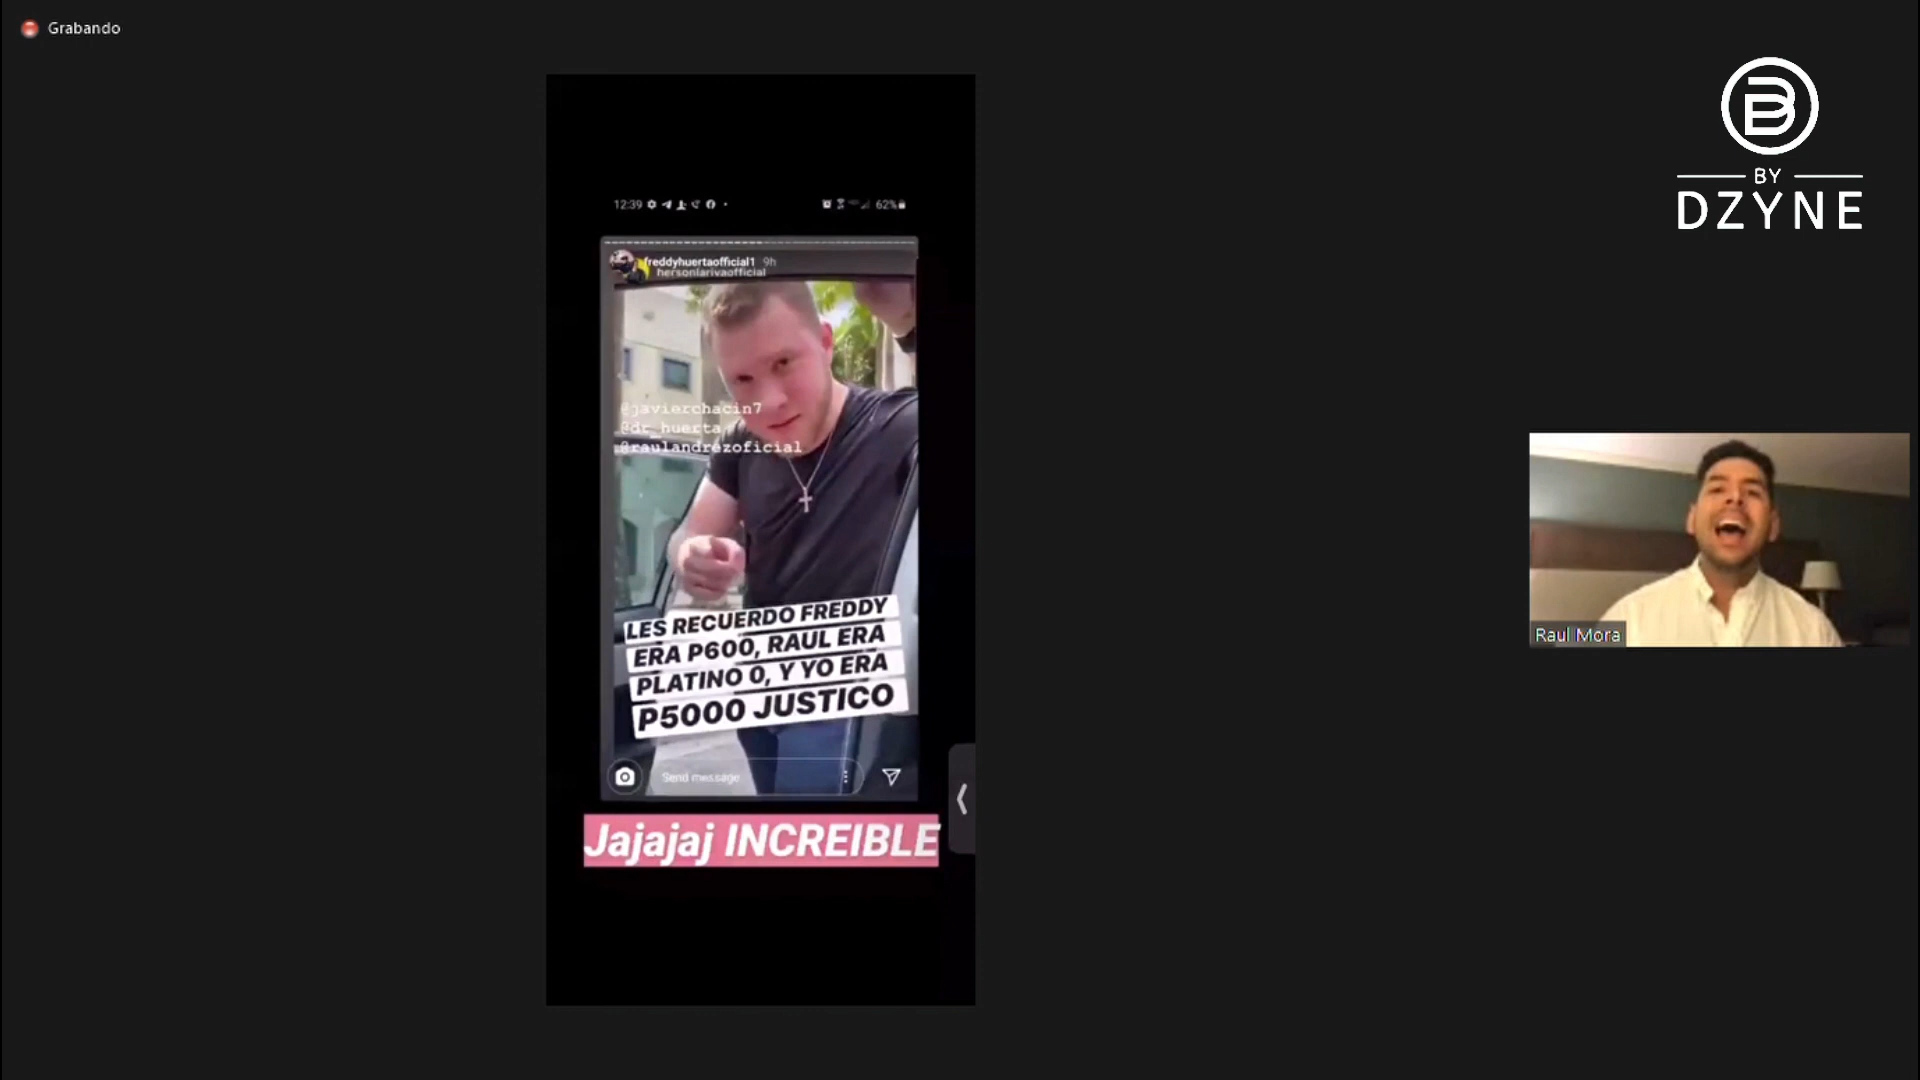 Grabando
B
BY
DZYNE
12:39
62%
freddyhuertaofficial1 9h
hersonlarivaofficial
@javierchacin7
@dr_huerta
@raulandrezoficial
LES RECUERDO FREDDY
ERA P600, RAUL ERA
PLATINO 0, Y YO ERA
P5000 JUSTICO
Send message
Jajajaj INCREIBLE
Raul Mora